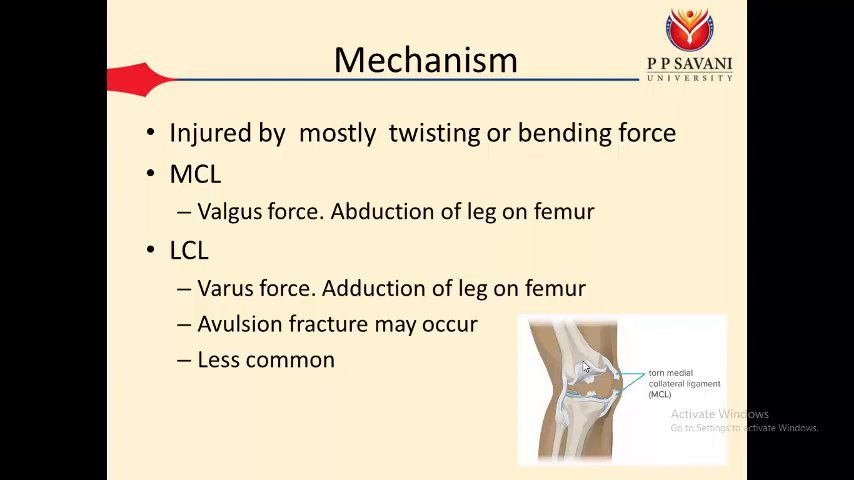 P P SAVANI
UNIVERSITY
Mechanism
• Injured by mostly twisting or bending force
• MCL
– Valgus force. Abduction of leg on femur
• LCL
– Varus force. Adduction of leg on femur
– Avulsion fracture may occur
– Less common
torn medial
collateral ligament
(MCL)
Activate Windows
Go to Settings to activate Windows.